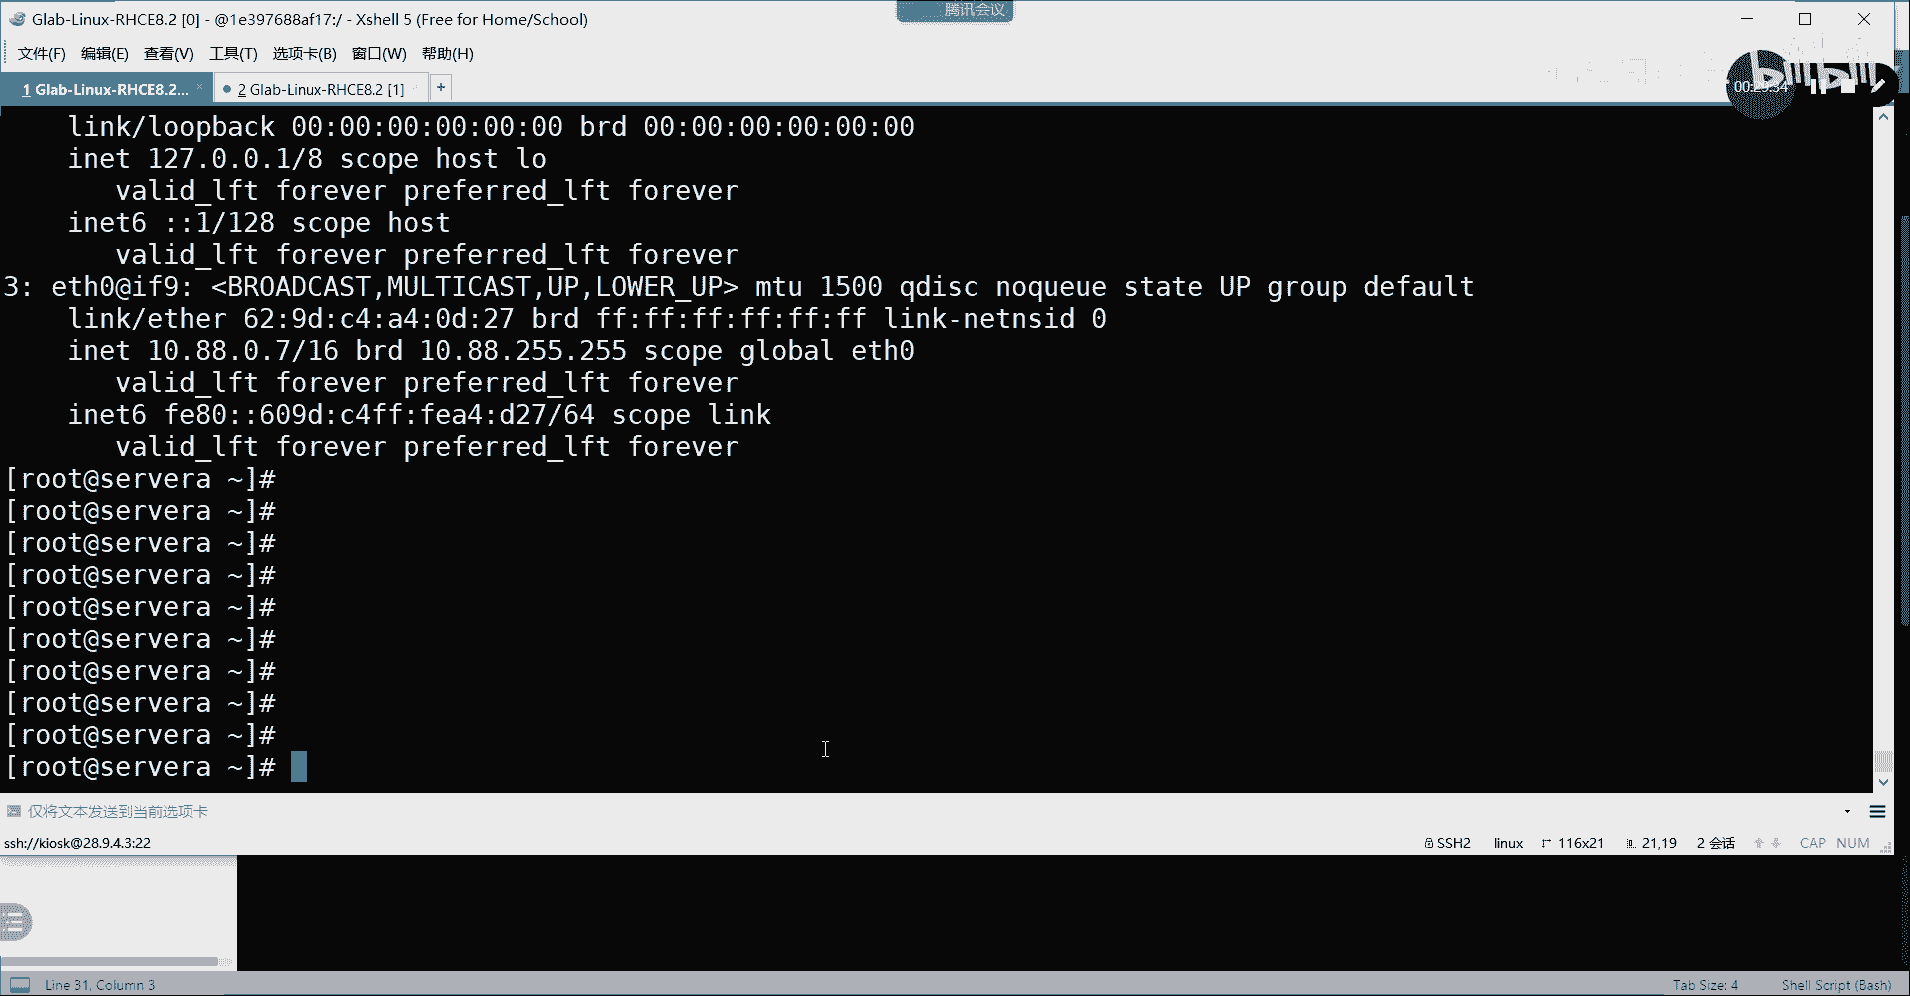 腾讯会议
Glab-Linux-RHCE8.2 [0] - @1e397688af17:/ - Xshell 5 (Free for Home/School)
文件(F) 编辑(E) 查看(V) 工具(T) 选项卡(B) 窗口(W) 帮助(H)
bilibili
1 Glab-Linux-RHCE8.2... × 2 Glab-Linux-RHCE8.2 [1] +
link/loopback 00:00:00:00:00:00 brd 00:00:00:00:00:00
inet 127.0.0.1/8 scope host lo
valid_lft forever preferred_lft forever
inet6 ::1/128 scope host
valid_lft forever preferred_lft forever
3: eth0@if9: <BROADCAST,MULTICAST,UP,LOWER_UP> mtu 1500 qdisc noqueue state UP group default
link/ether 62:9d:c4:a4:0d:27 brd ff:ff:ff:ff:ff:ff link-netnsid 0
inet 10.88.0.7/16 brd 10.88.255.255 scope global eth0
valid_lft forever preferred_lft forever
inet6 fe80::609d:c4ff:fea4:d27/64 scope link
valid_lft forever preferred_lft forever
[root@servera ~]#
[root@servera ~]#
[root@servera ~]#
[root@servera ~]#
[root@servera ~]#
[root@servera ~]#
[root@servera ~]#
[root@servera ~]#
[root@servera ~]#
[root@servera ~]#
仅将文本发送到当前选项卡
ssh://kiosk@28.9.4.3:22 SSH2 linux 116x21 21,19 2 会话 CAP NUM
Line 31, Column 3 Tab Size: 4 Shell Script (Bash)